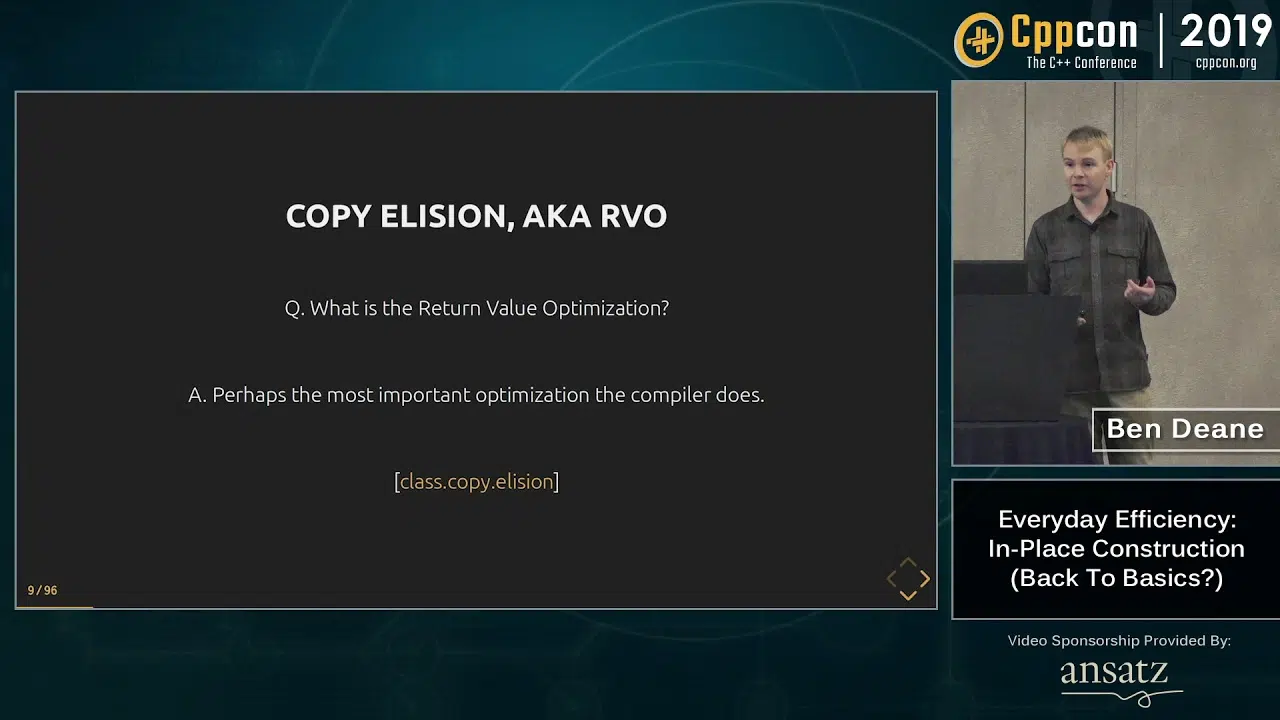 Cppcon | 2019
The C++ Conference
cppcon.org
COPY ELISION, AKA RVO
Q. What is the Return Value Optimization?
A. Perhaps the most important optimization the compiler does.
[class.copy.elision]
9/96
Ben Deane
Everyday Efficiency:
In-Place Construction
(Back To Basics?)
Video Sponsorship Provided By:
ansatz